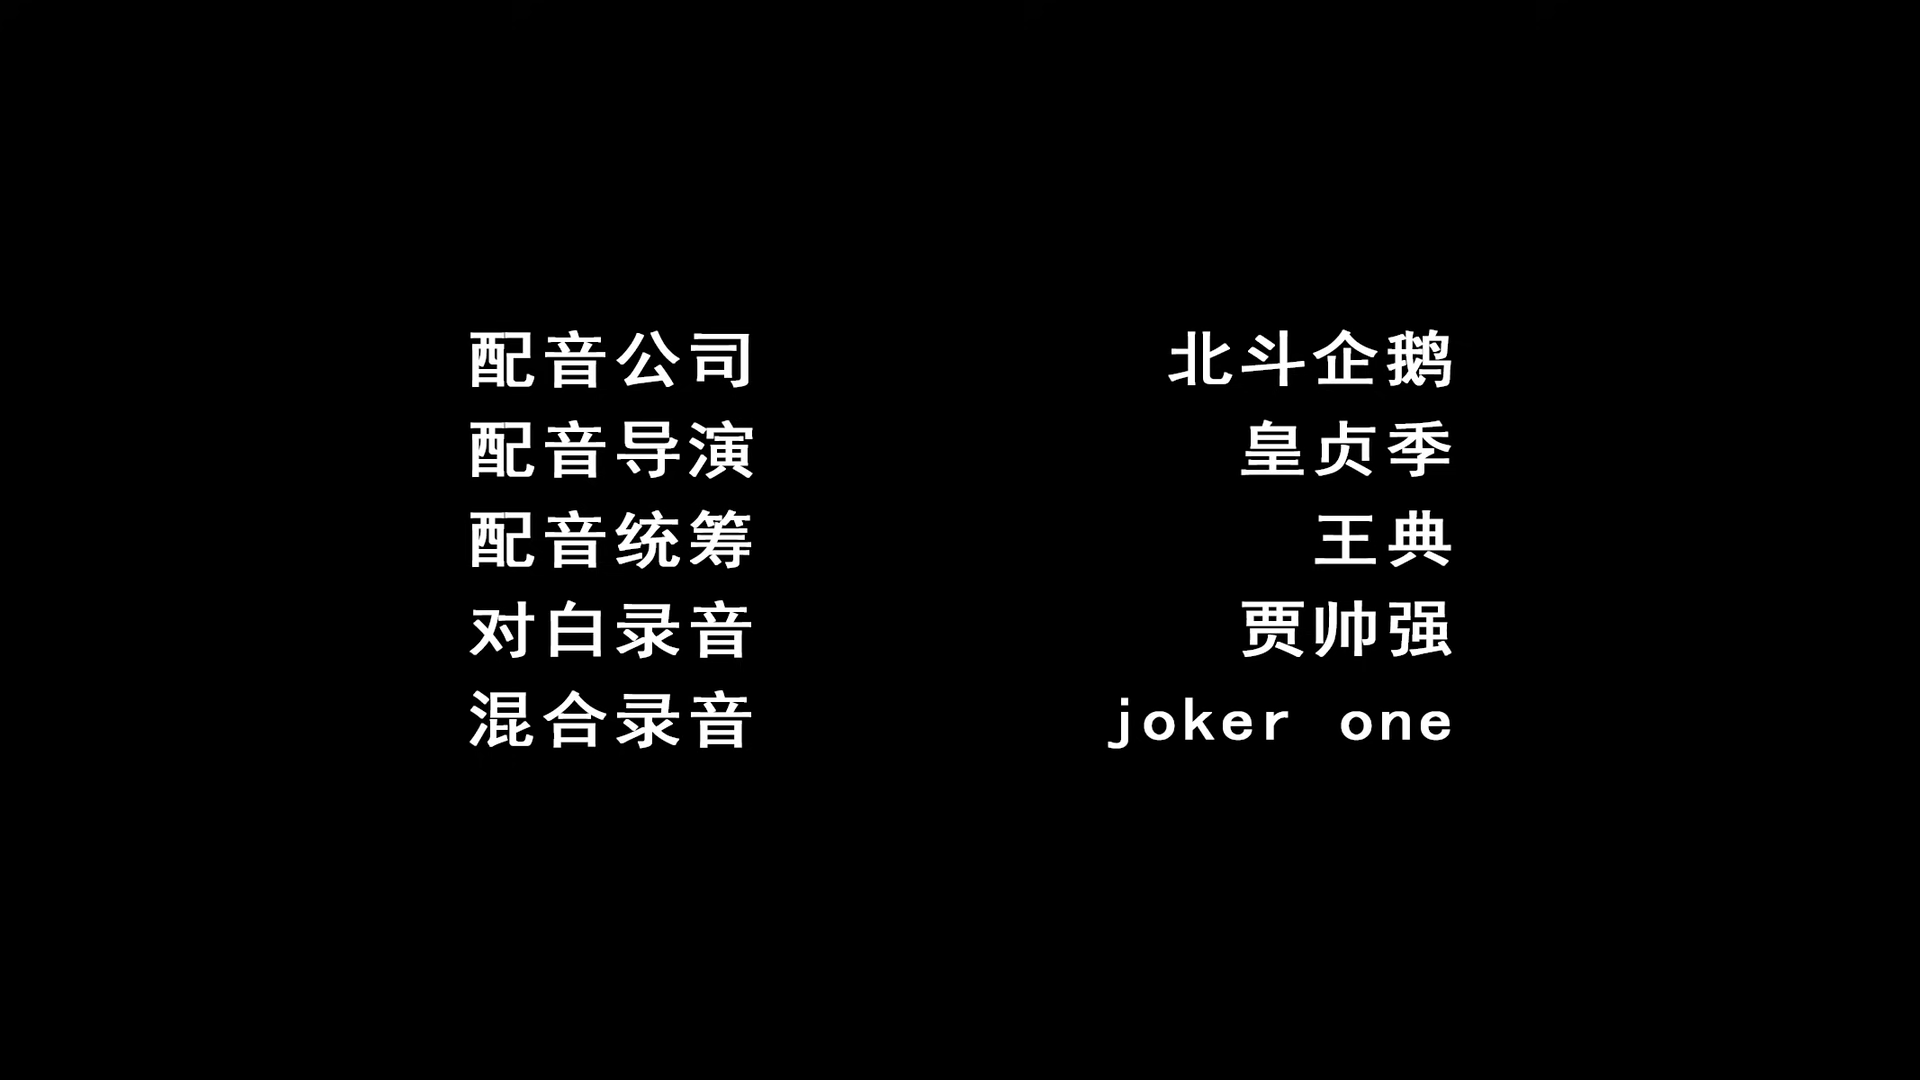 配音公司 北斗企鹅
配音导演 皇贞季
配音统筹 王典
对白录音 贾帅强
混合录音 joker one